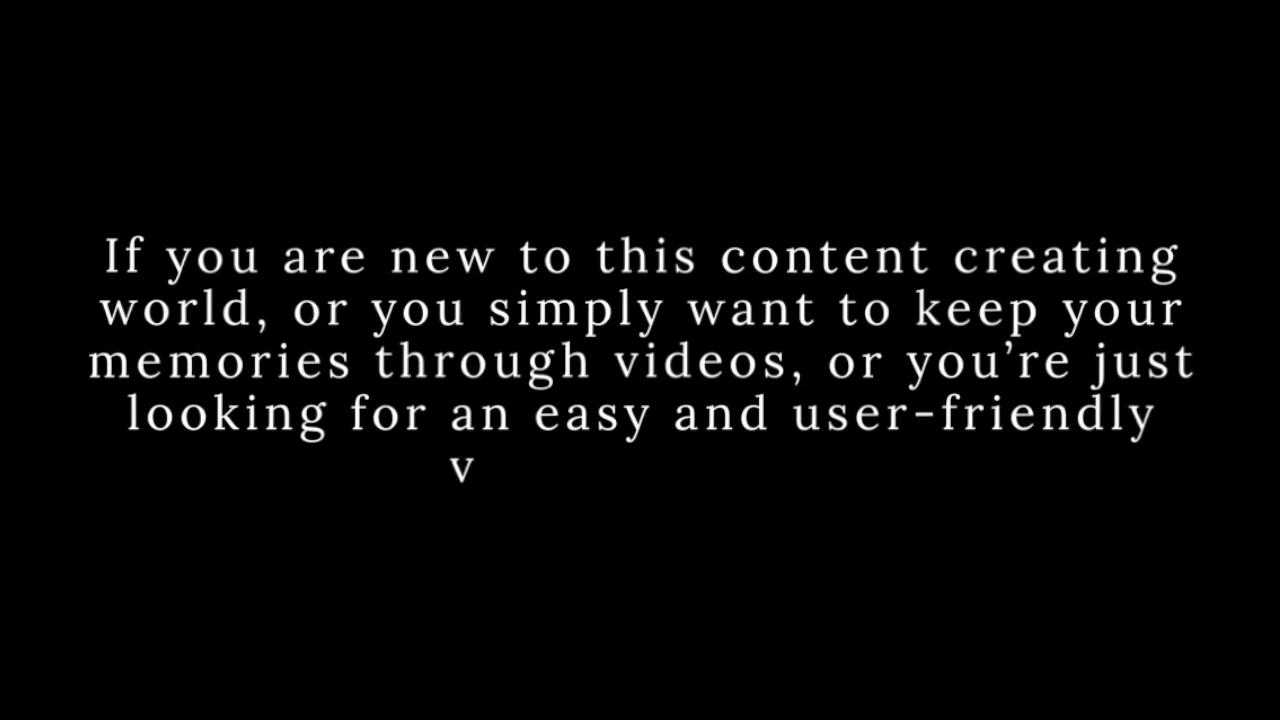 If you are new to this content creating
world, or you simply want to keep your
memories through videos, or you’re just
looking for an easy and user-friendly
v